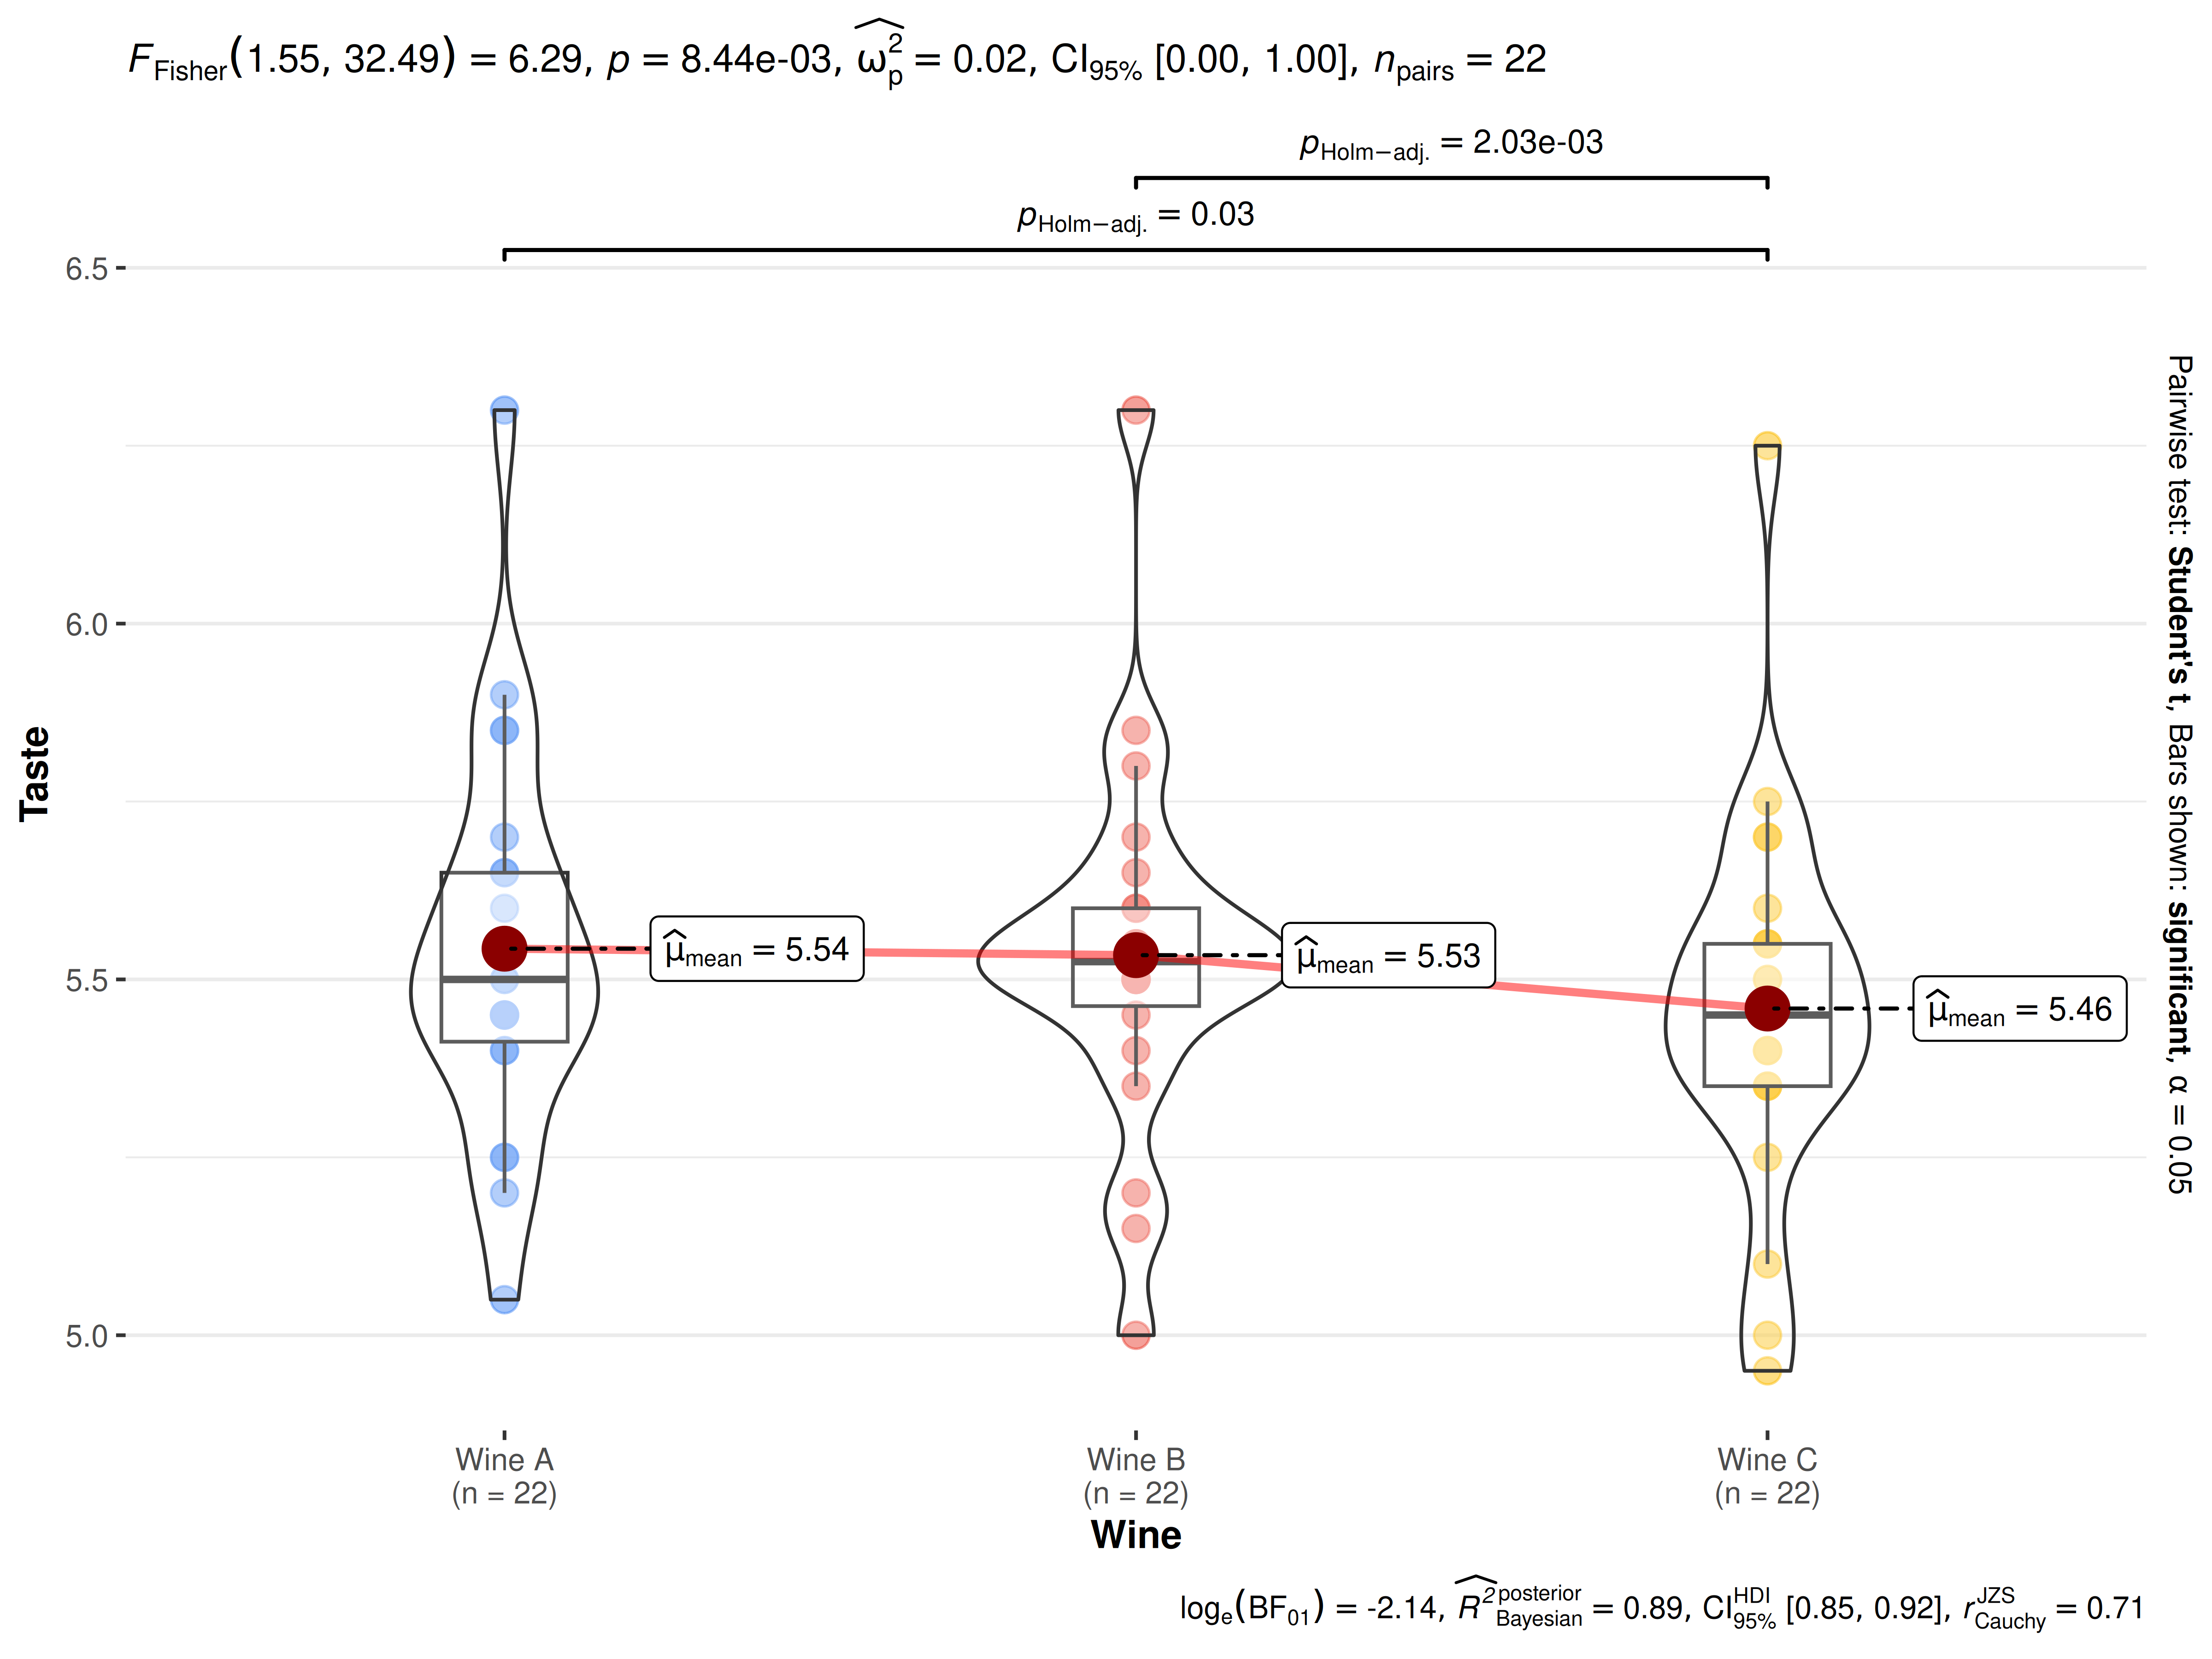 F_Fisher(1.55, 32.49) = 6.29, p = 8.44e-03, ω̂²_p = 0.02, CI_95% [0.00, 1.00], n_pairs = 22
p_Holm−adj. = 2.03e-03
p_Holm−adj. = 0.03
6.5
6.0
5.5
5.0
Taste
μ̂_mean = 5.54
μ̂_mean = 5.53
μ̂_mean = 5.46
Pairwise test: Student's t, Bars shown: significant, α = 0.05
Wine A
(n = 22)
Wine B
(n = 22)
Wine C
(n = 22)
Wine
log_e(BF_01) = -2.14, R̂²^posterior_Bayesian = 0.89, CI^HDI_95% [0.85, 0.92], r^JZS_Cauchy = 0.71